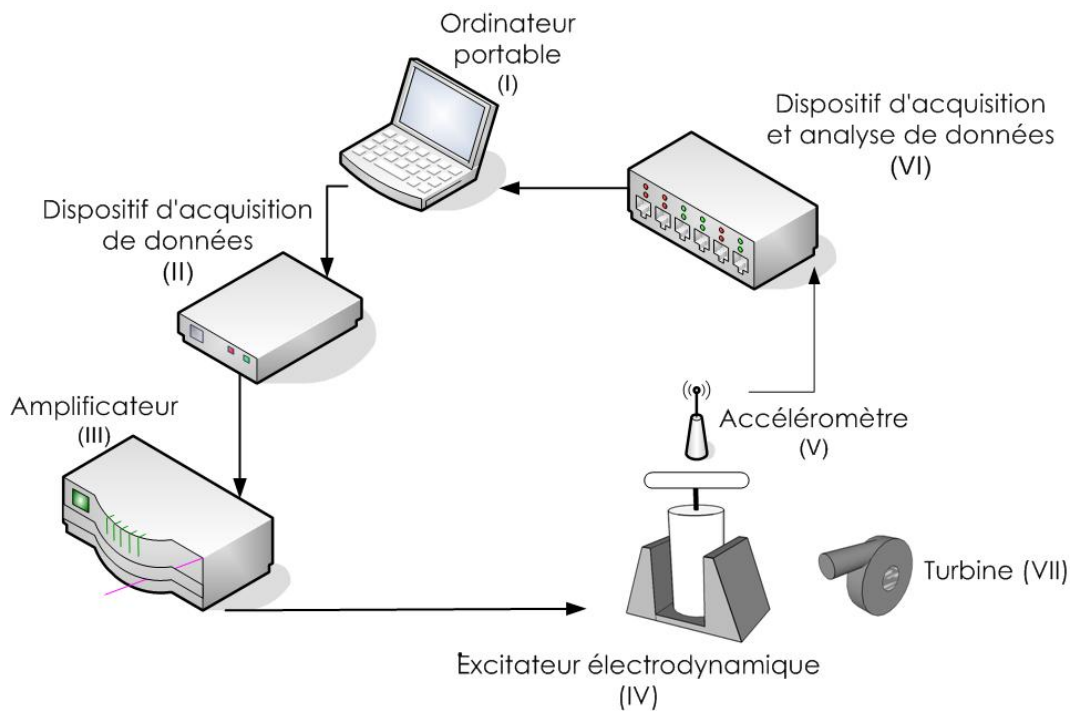 Ordinateur
portable
(I)
Dispositif d'acquisition
et analyse de données
(VI)
Dispositif d'acquisition
de données
(II)
Amplificateur
(III)
Accéléromètre
(V)
Turbine (VII)
Excitateur électrodynamique
(IV)